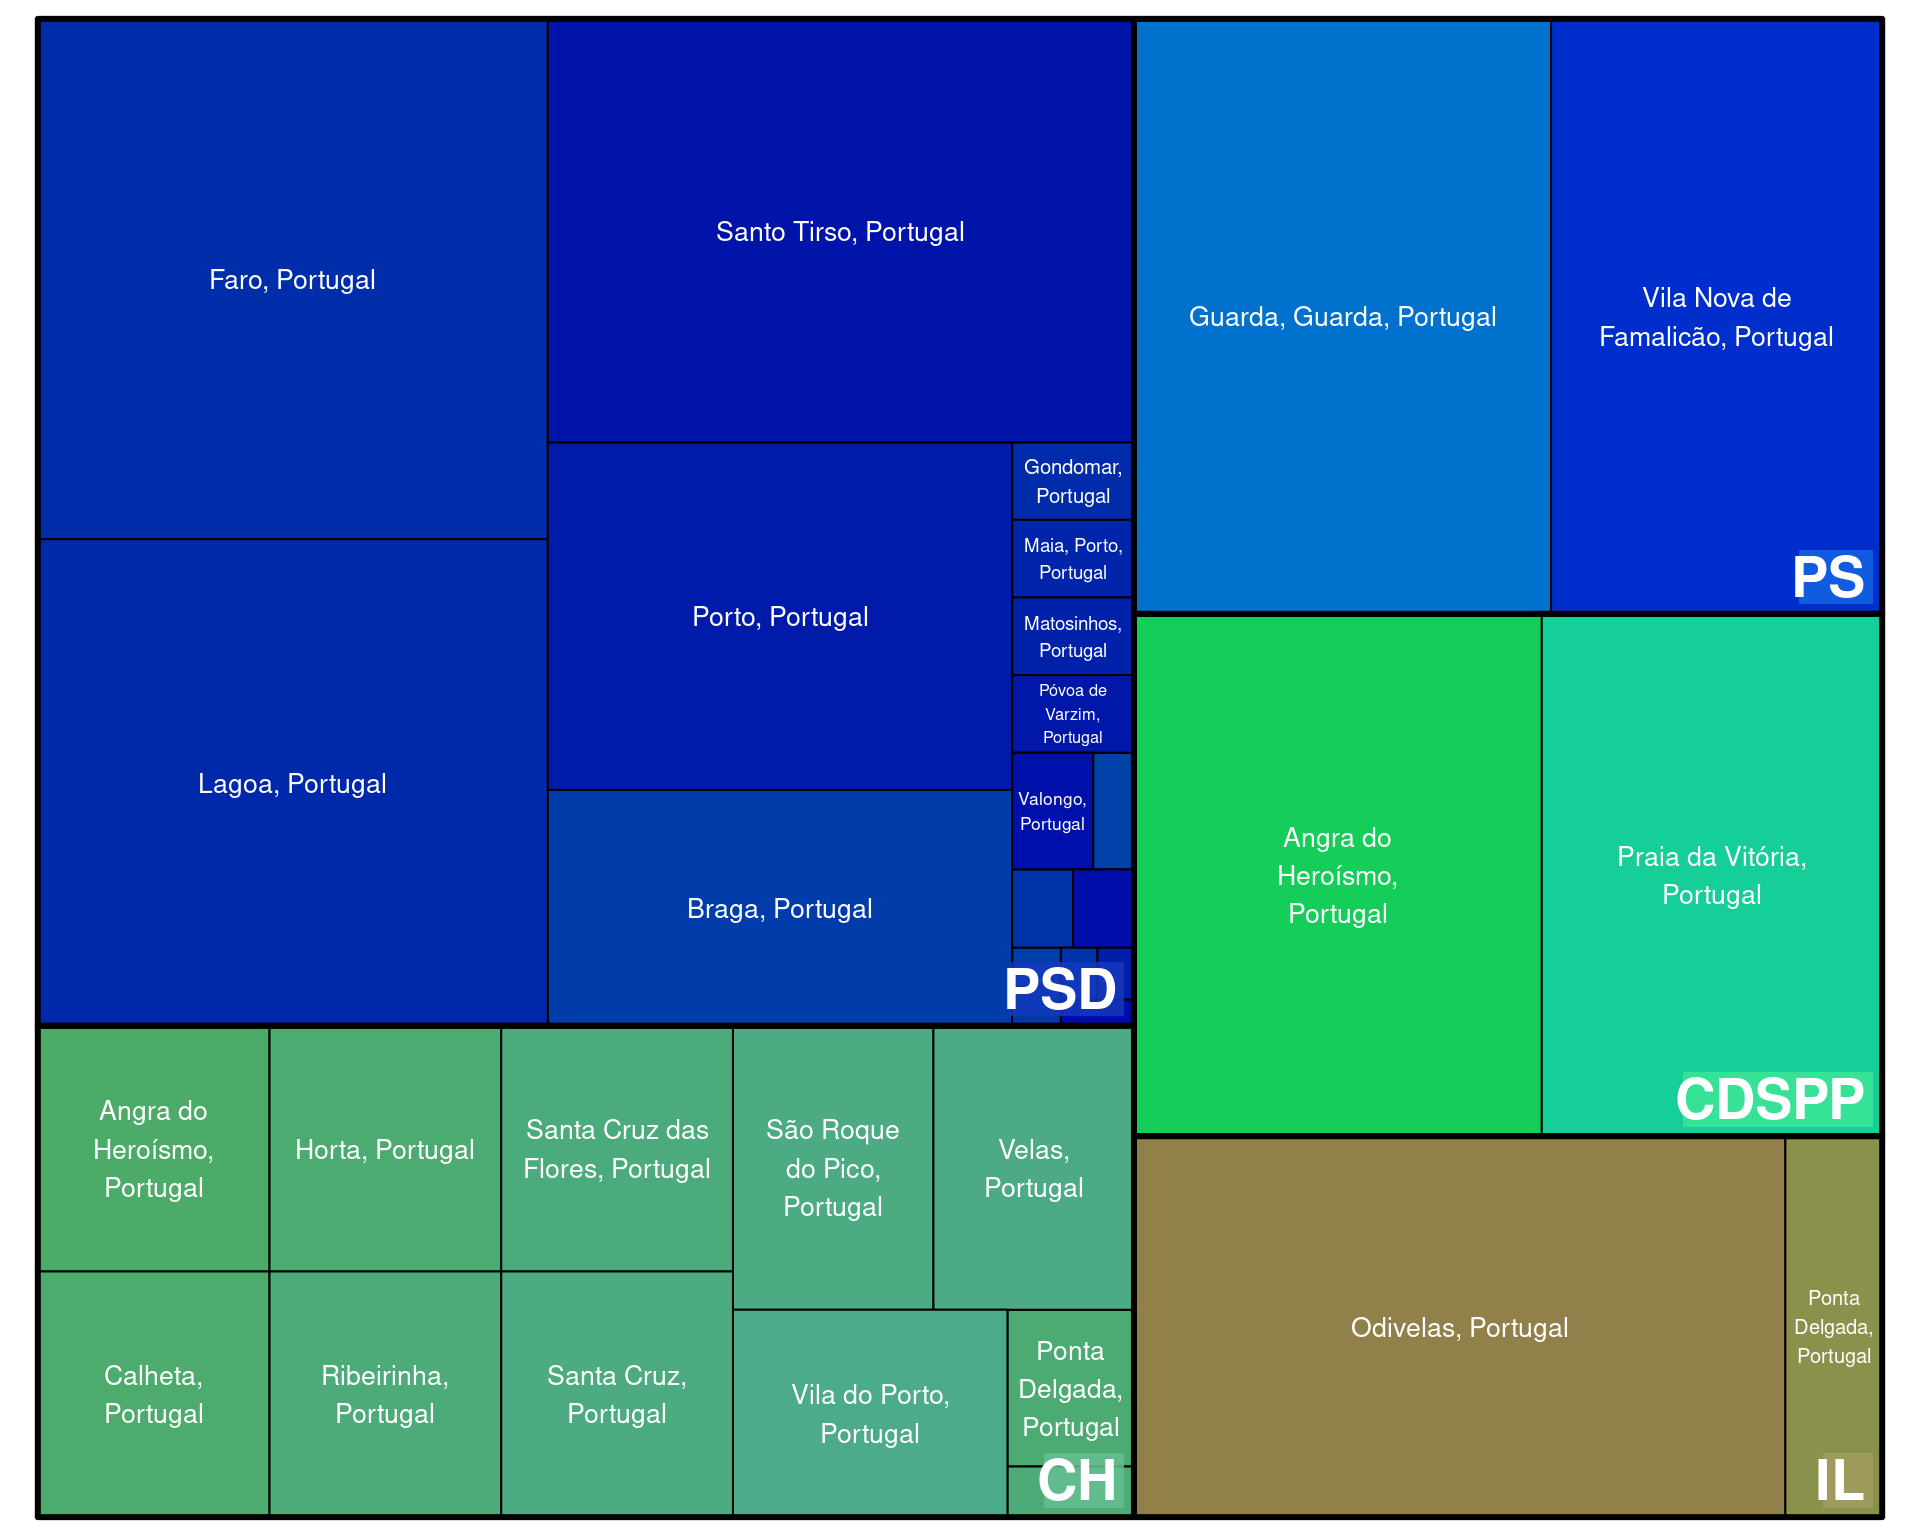 Faro, Portugal
Santo Tirso, Portugal
Lagoa, Portugal
Porto, Portugal
Braga, Portugal
Gondomar,
Portugal
Maia, Porto,
Portugal
Matosinhos,
Portugal
Póvoa de
Varzim,
Portugal
Valongo,
Portugal
PSD
Guarda, Guarda, Portugal
Vila Nova de
Famalicão, Portugal
PS
Angra do
Heroísmo,
Portugal
Praia da Vitória,
Portugal
CDSPP
Angra do
Heroísmo,
Portugal
Horta, Portugal
Santa Cruz das
Flores, Portugal
São Roque
do Pico,
Portugal
Velas,
Portugal
Calheta,
Portugal
Ribeirinha,
Portugal
Santa Cruz,
Portugal
Vila do Porto,
Portugal
Ponta
Delgada,
Portugal
CH
Odivelas, Portugal
Ponta
Delgada,
Portugal
IL